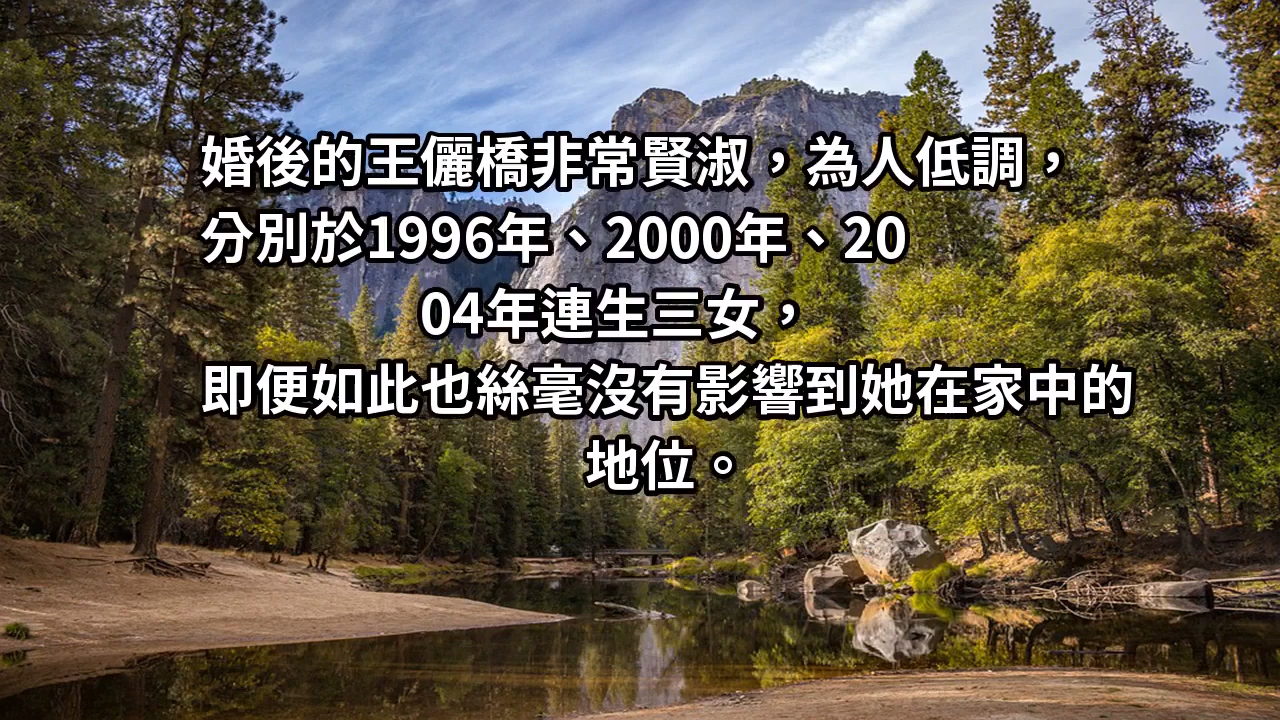 婚後的王儷橋非常賢淑，為人低調，
分別於1996年、2000年、20
04年連生三女，
即便如此也絲毫沒有影響到她在家中的
地位。